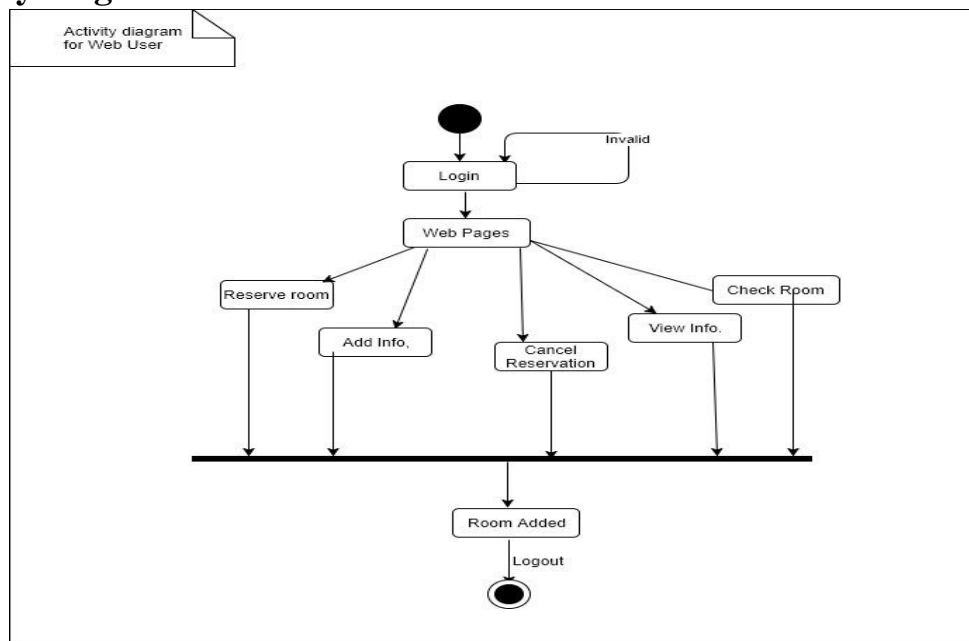 Activity diagram
for Web User
Invalid
Login
Web Pages
Reserve room
Check Room
Add Info,
View Info.
Cancel
Reservation
Room Added
Logout